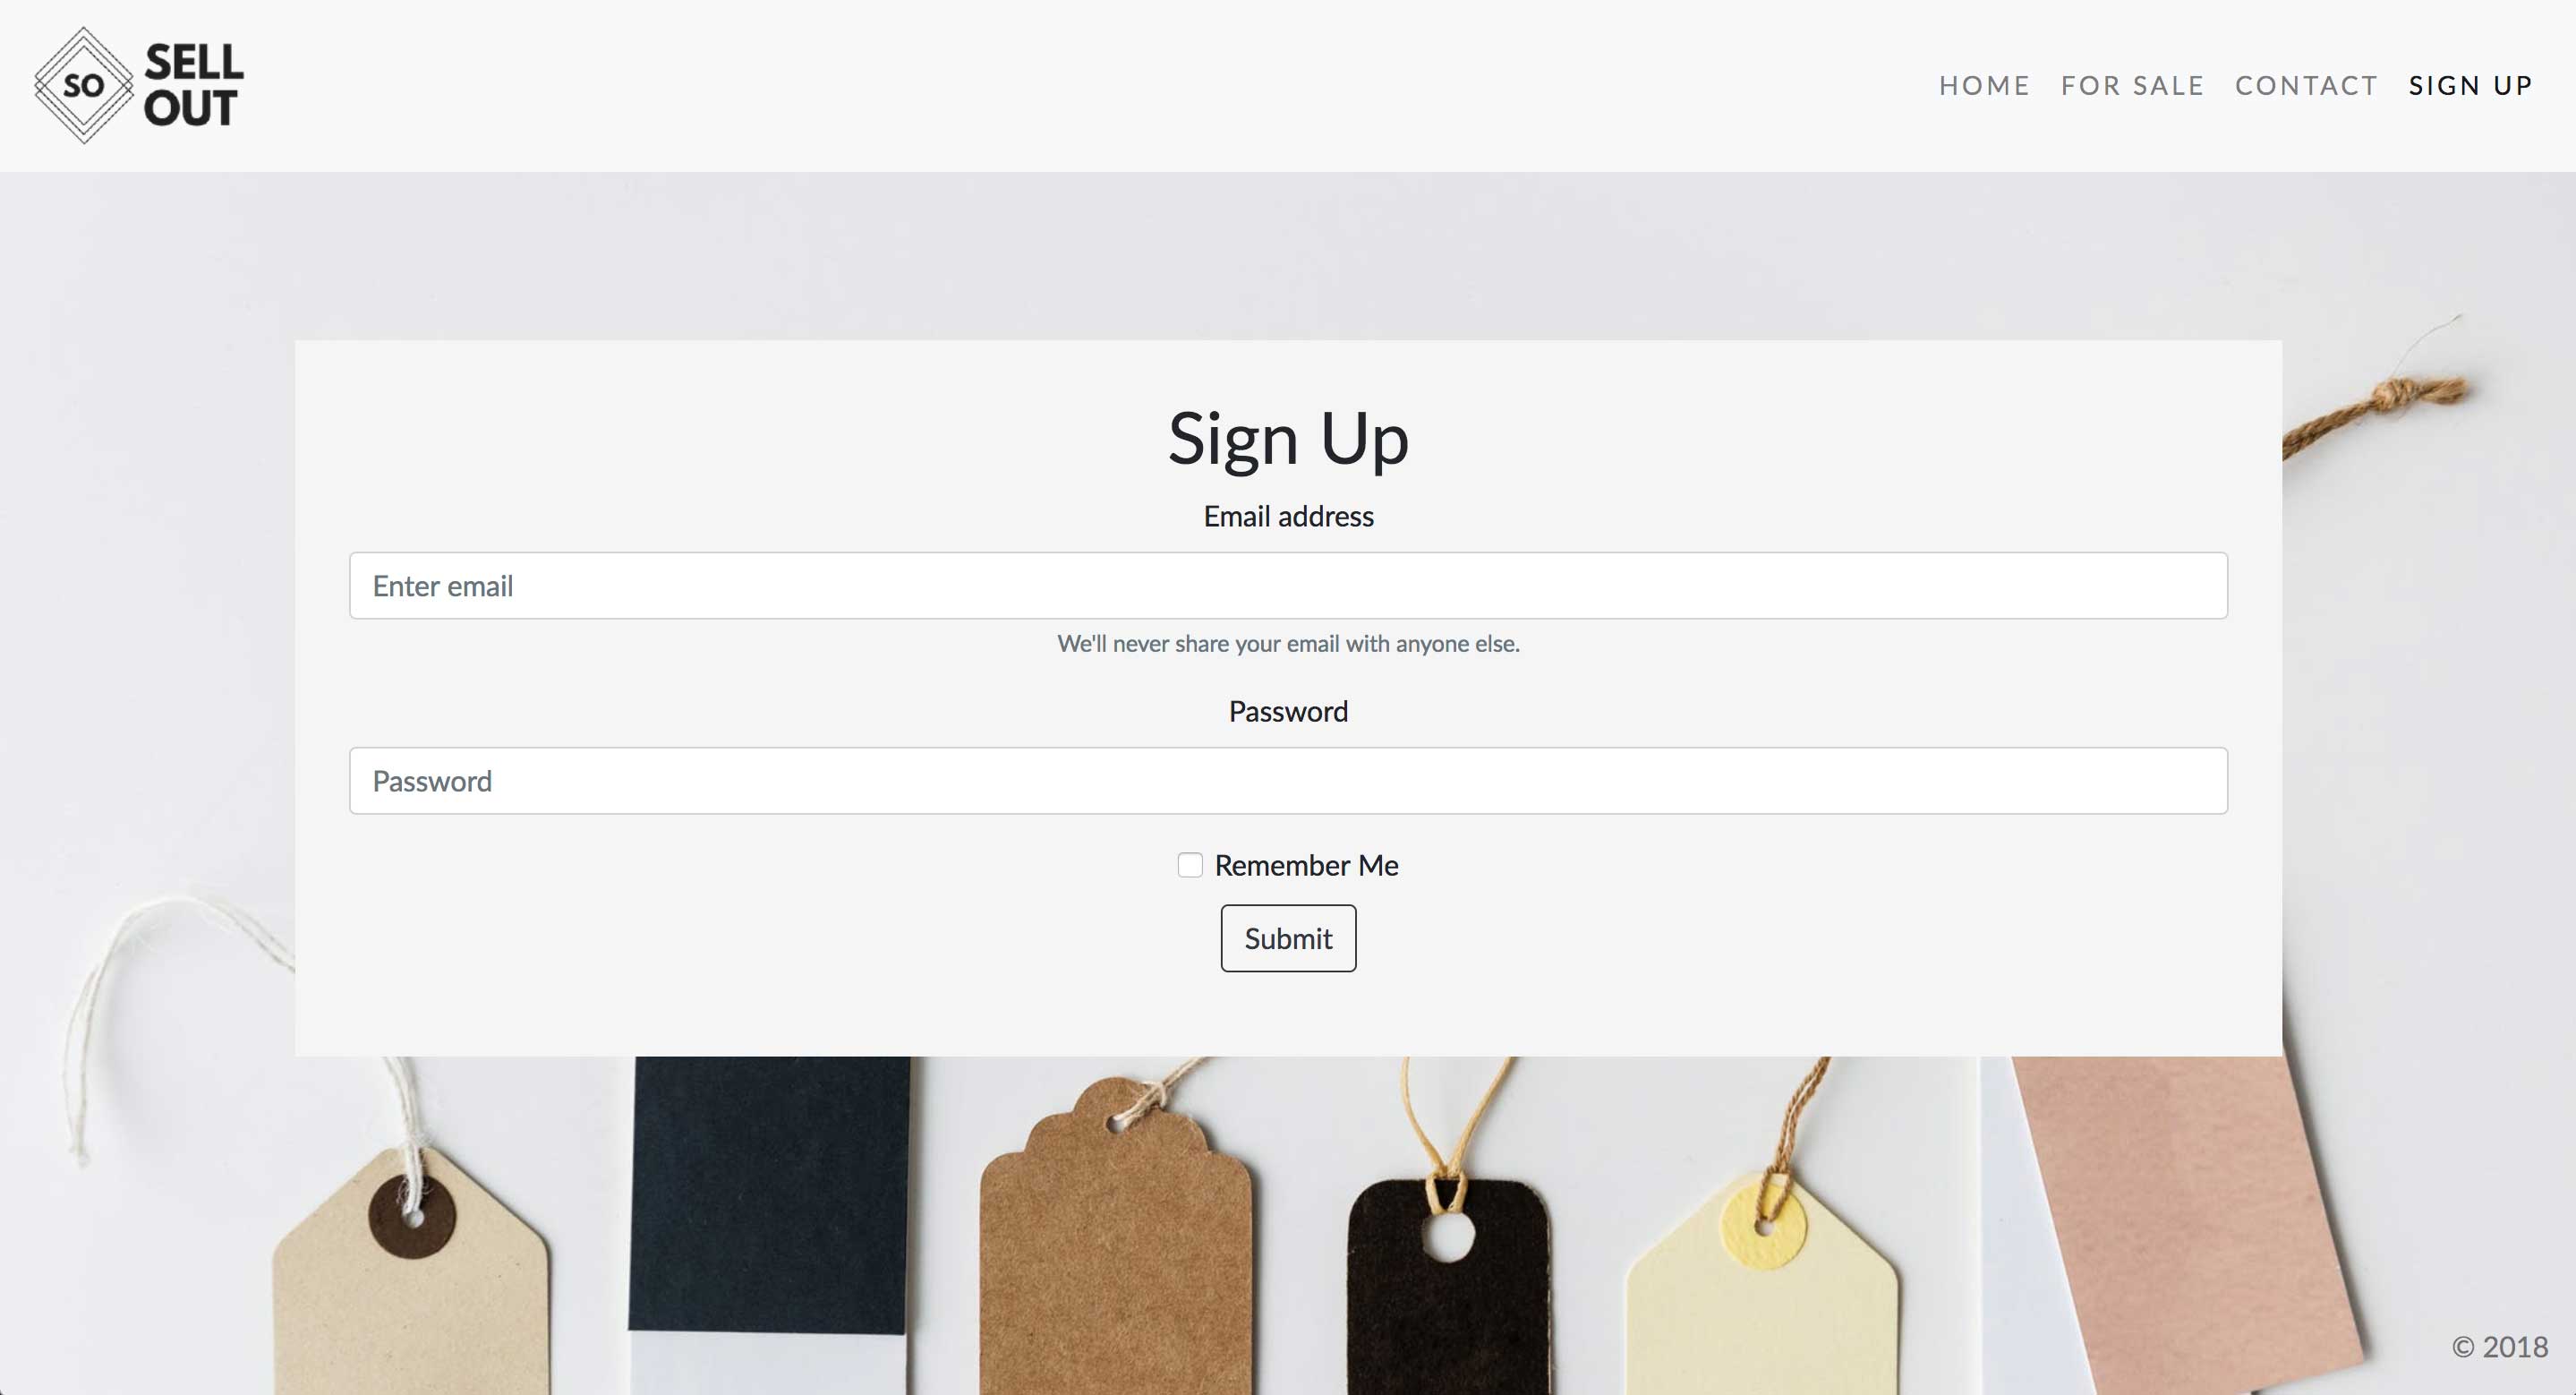 SO
SELL
OUT
HOME FOR SALE CONTACT SIGN UP
Sign Up
Email address
Enter email
We'll never share your email with anyone else.
Password
Password
Remember Me
Submit
© 2018